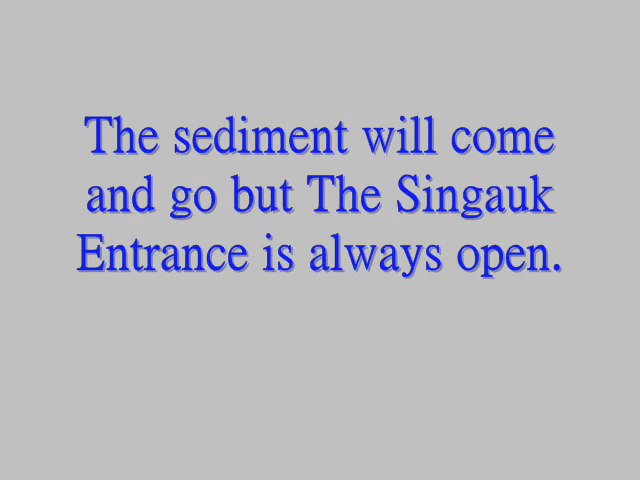 The sediment will come
and go but The Singauk
Entrance is always open.